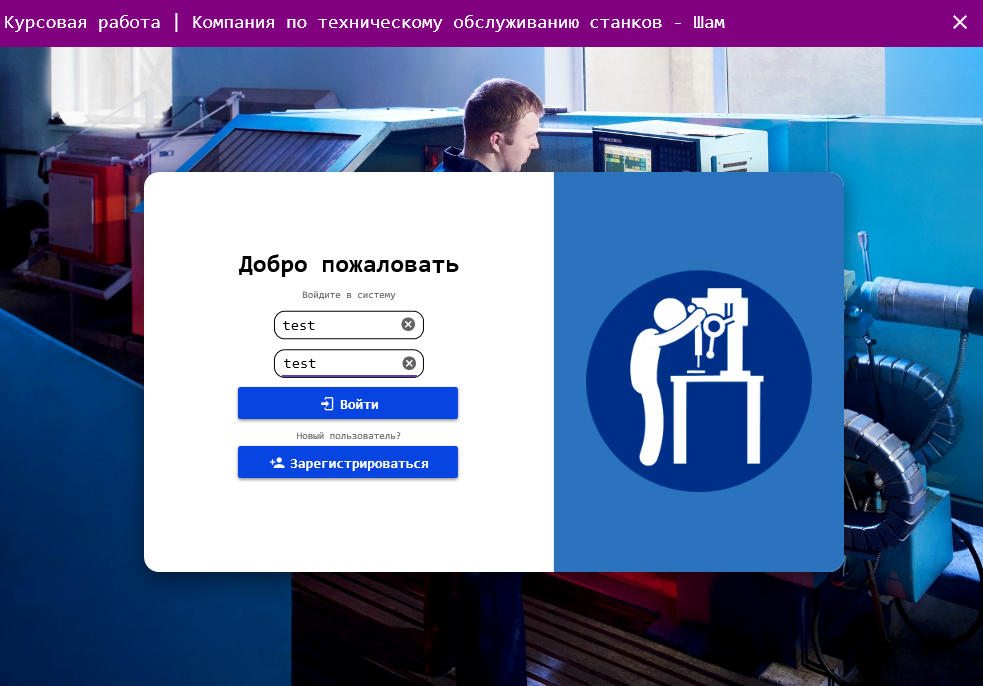 Курсовая работа | Компания по техническому обслуживанию станков - Шам
Добро пожаловать
Войдите в систему
test
test
Войти
Новый пользователь?
Зарегистрироваться